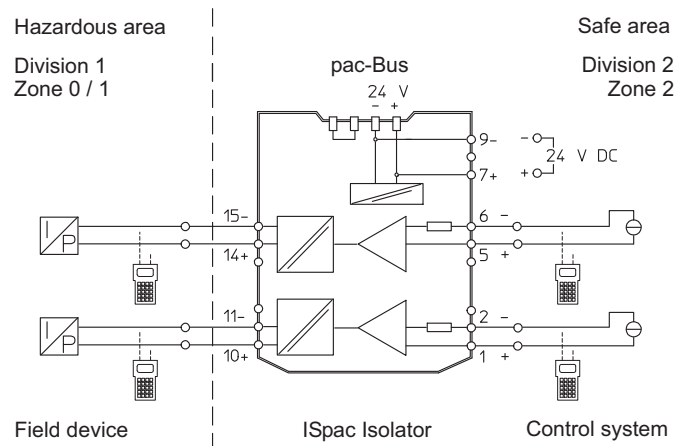 Hazardous area
Safe area
Division 1
Zone 0 / 1
pac-Bus
Division 2
Zone 2
24 V
- +
9-
- 24 V DC
7+
+
I
P
15-
6 -
14+
5 +
I
P
11-
2 -
10+
1 +
Field device
ISpac Isolator
Control system